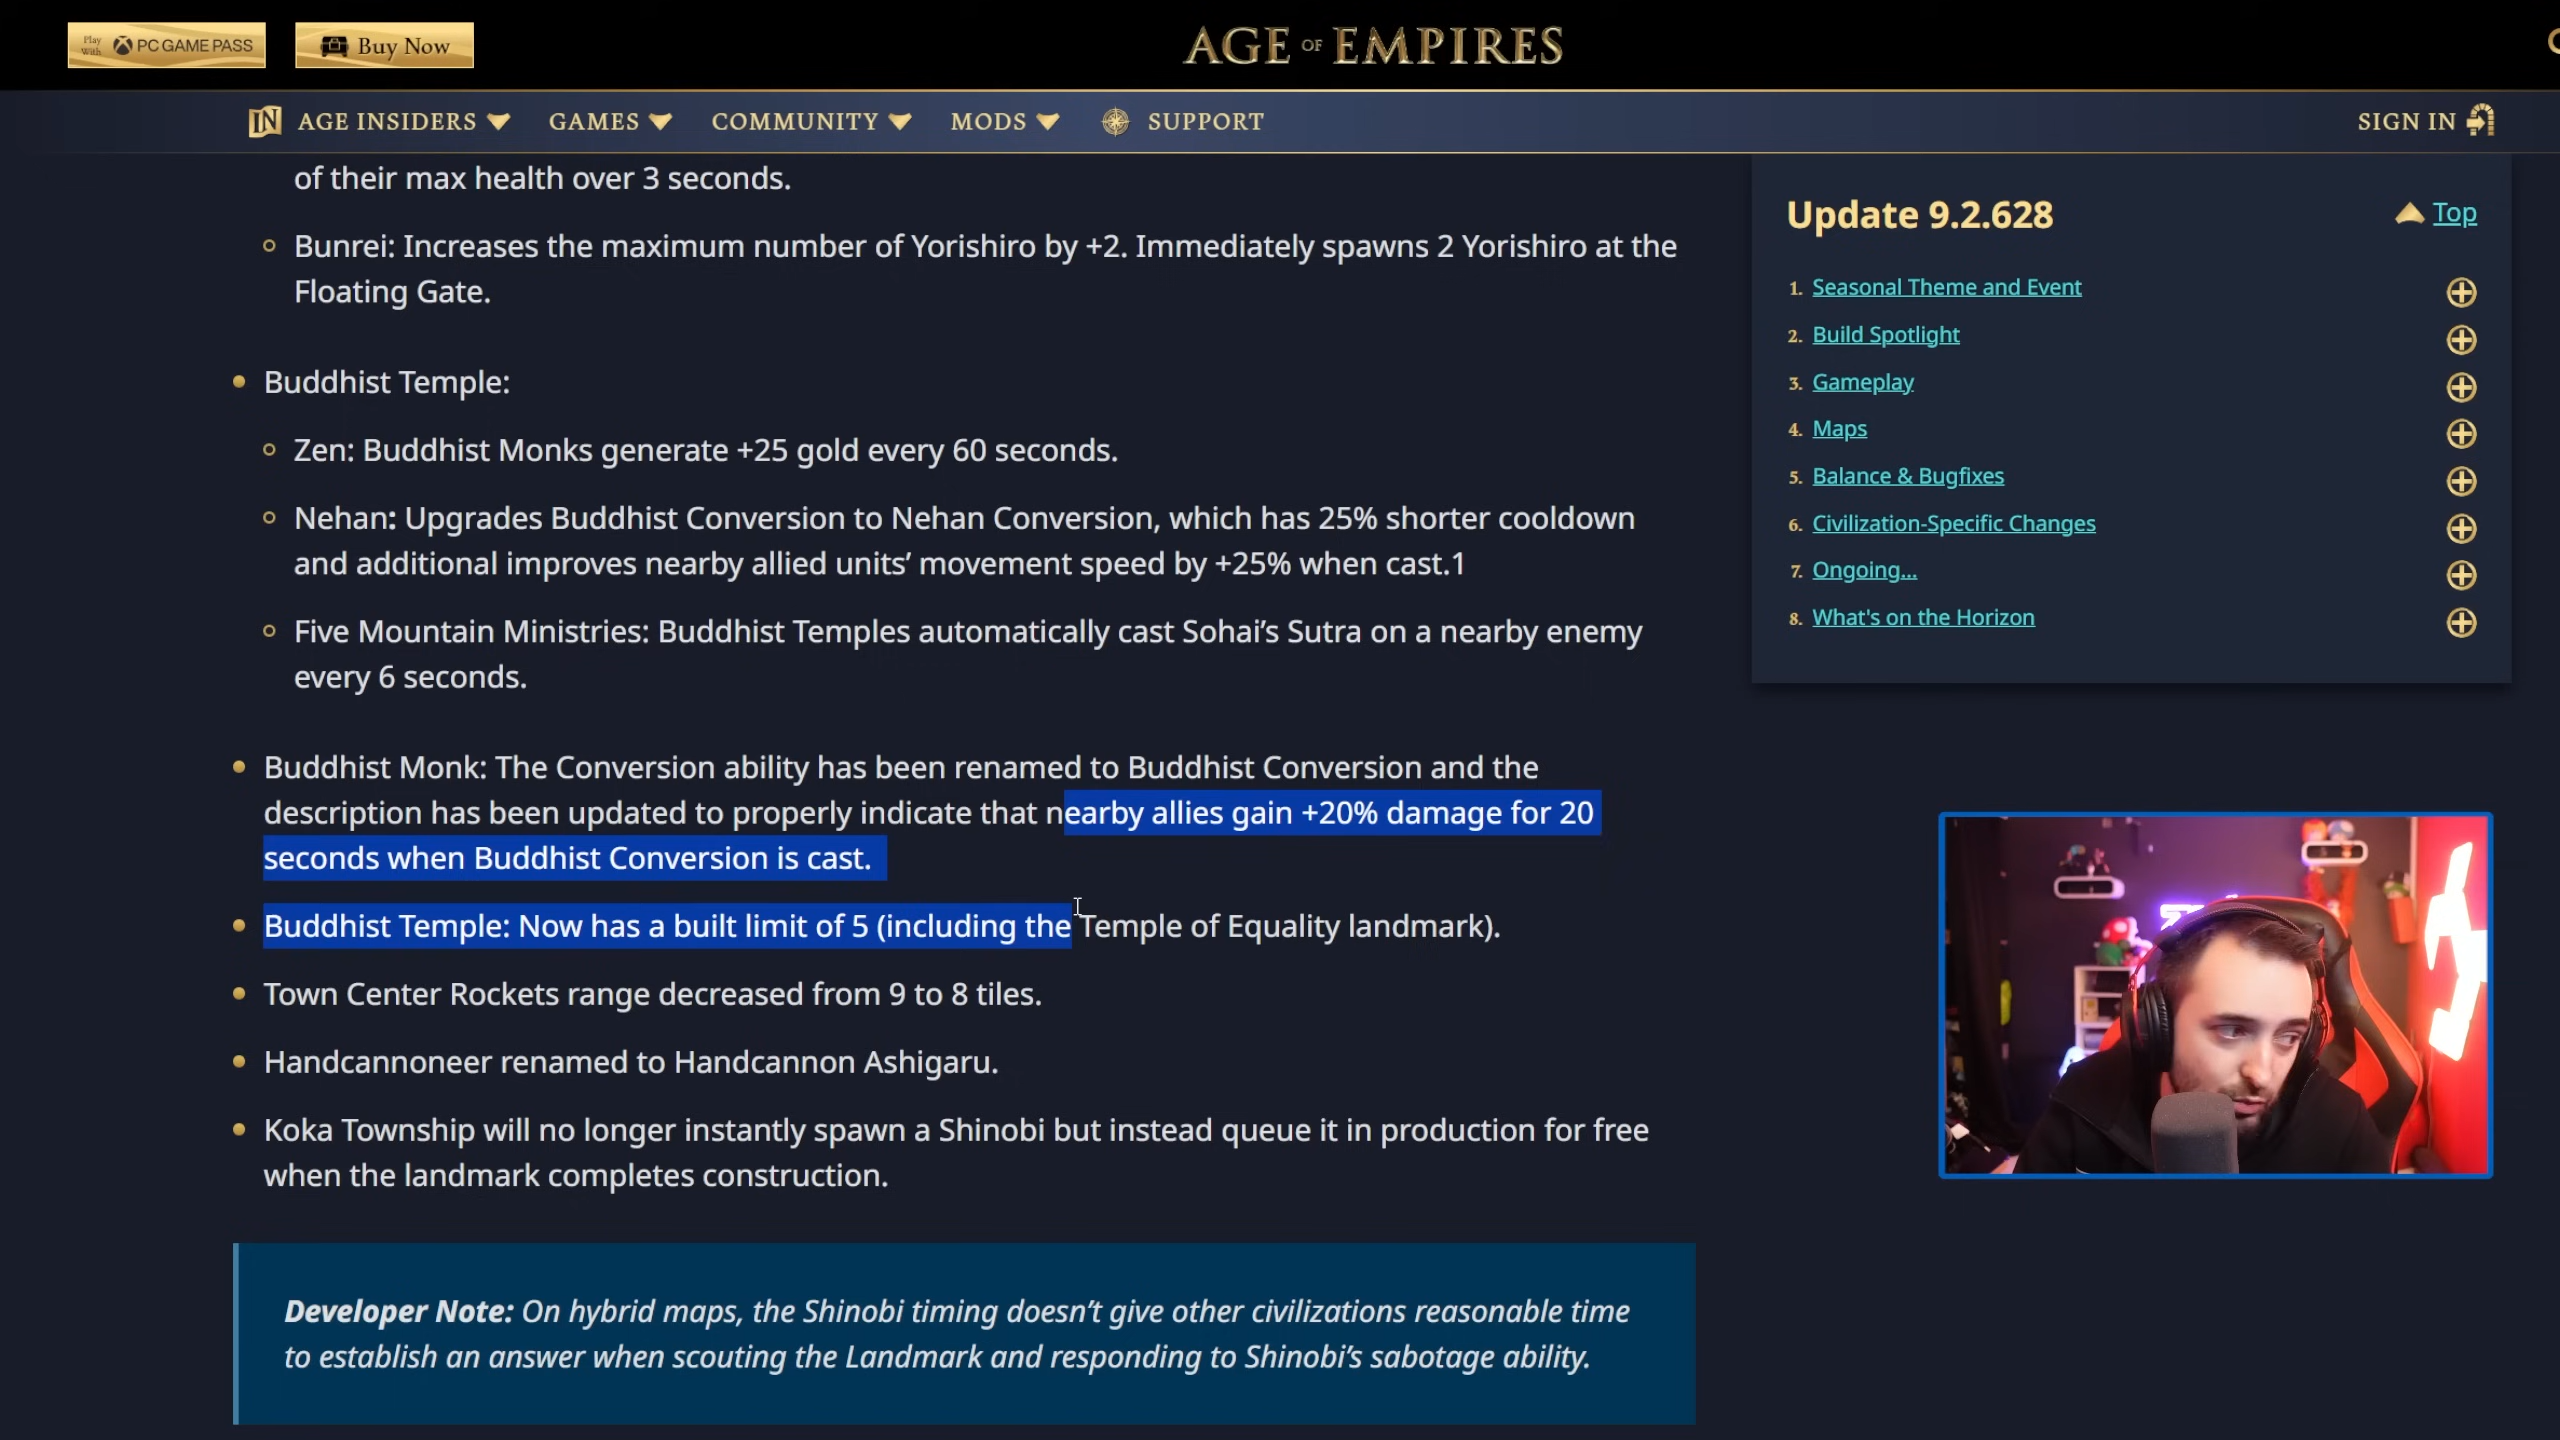 Play With PC GAME PASS
Buy Now
AGE OF EMPIRES
AGE INSIDERS
GAMES
COMMUNITY
MODS
SUPPORT
SIGN IN
of their max health over 3 seconds.
Bunrei: Increases the maximum number of Yorishiro by +2. Immediately spawns 2 Yorishiro at the
Floating Gate.
Buddhist Temple:
Zen: Buddhist Monks generate +25 gold every 60 seconds.
Nehan: Upgrades Buddhist Conversion to Nehan Conversion, which has 25% shorter cooldown
and additional improves nearby allied units’ movement speed by +25% when cast.1
Five Mountain Ministries: Buddhist Temples automatically cast Sohai’s Sutra on a nearby enemy
every 6 seconds.
Buddhist Monk: The Conversion ability has been renamed to Buddhist Conversion and the
description has been updated to properly indicate that nearby allies gain +20% damage for 20
seconds when Buddhist Conversion is cast.
Buddhist Temple: Now has a built limit of 5 (including the Temple of Equality landmark).
Town Center Rockets range decreased from 9 to 8 tiles.
Handcannoneer renamed to Handcannon Ashigaru.
Koka Township will no longer instantly spawn a Shinobi but instead queue it in production for free
when the landmark completes construction.
Developer Note: On hybrid maps, the Shinobi timing doesn’t give other civilizations reasonable time
to establish an answer when scouting the Landmark and responding to Shinobi’s sabotage ability.
Update 9.2.628
Top
1. Seasonal Theme and Event
2. Build Spotlight
3. Gameplay
4. Maps
5. Balance & Bugfixes
6. Civilization-Specific Changes
7. Ongoing...
8. What's on the Horizon